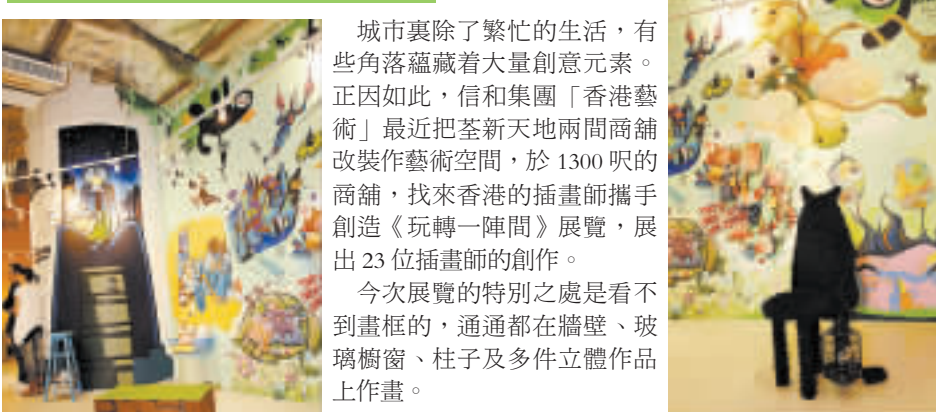 城市裏除了繁忙的生活，有
些角落蘊藏着大量創意元素。
正因如此，信和集團「香港藝
術」最近把荃新天地兩間商舖
改裝作藝術空間，於 1300 呎的
商舖，找來香港的插畫師攜手
創造《玩轉一陣間》展覽，展
出 23 位插畫師的創作。
今次展覽的特別之處是看不
到畫框的，通通都在牆壁、玻
璃櫥窗、柱子及多件立體作品
上作畫。